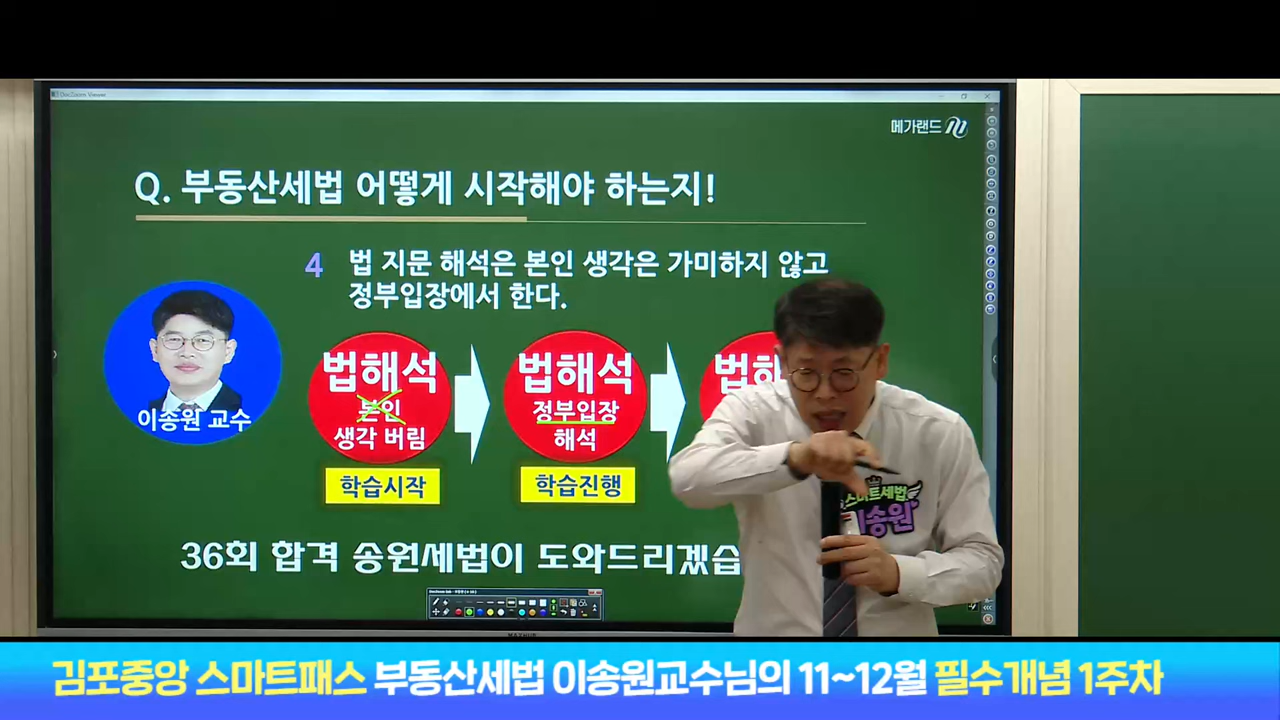 DocZoom Viewer
메가랜드
Q. 부동산세법 어떻게 시작해야 하는지!
4 법 지문 해석은 본인 생각은 가미하지 않고
정부입장에서 한다.
이송원 교수
법해석
본인
생각 버림
학습시작
법해석
정부입장
해석
학습진행
법해
스마트세법
이송원
36회 합격 송원세법이 도와드리겠습
김포중앙 스마트패스 부동산세법 이송원교수님의 11~12월 필수개념 1주차